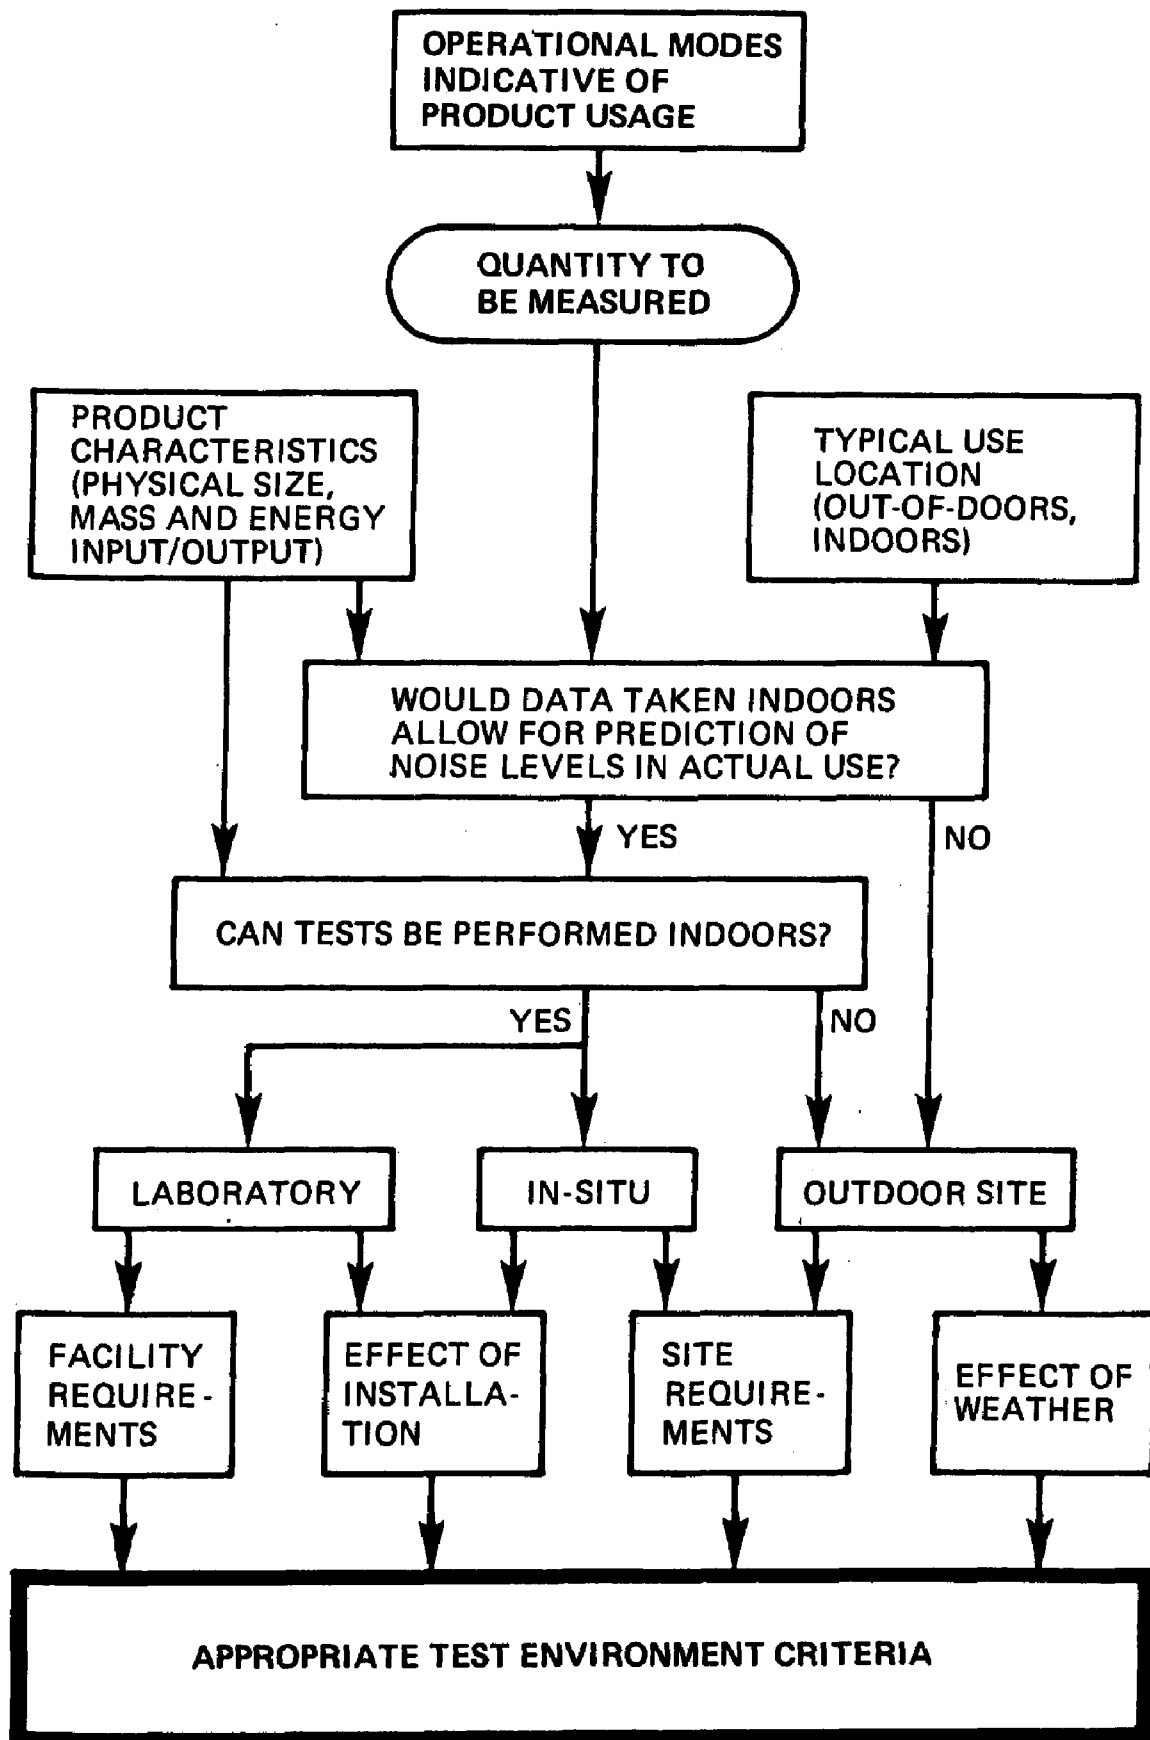 OPERATIONAL MODES
INDICATIVE OF
PRODUCT USAGE
QUANTITY TO
BE MEASURED
PRODUCT
CHARACTERISTICS
(PHYSICAL SIZE,
MASS AND ENERGY
INPUT/OUTPUT)
TYPICAL USE
LOCATION
(OUT-OF-DOORS,
INDOORS)
WOULD DATA TAKEN INDOORS
ALLOW FOR PREDICTION OF
NOISE LEVELS IN ACTUAL USE?
YES
NO
CAN TESTS BE PERFORMED INDOORS?
YES
NO
LABORATORY
IN-SITU
OUTDOOR SITE
FACILITY
REQUIRE-
MENTS
EFFECT OF
INSTALLA-
TION
SITE
REQUIRE-
MENTS
EFFECT OF
WEATHER
APPROPRIATE TEST ENVIRONMENT CRITERIA